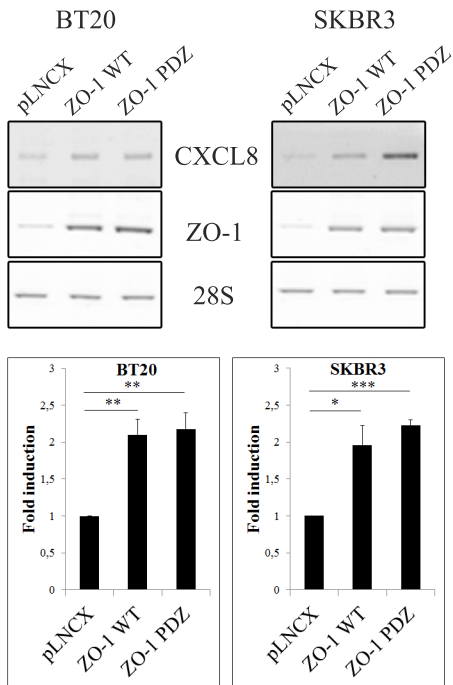 BT20 SKBR3
pLNCX ZO-1 WT ZO-1 PDZ pLNCX ZO-1 WT ZO-1 PDZ
CXCL8
ZO-1
28S
BT20 SKBR3
Fold induction
3
2,5
2
1,5
1
0,5
0
**
**
pLNCX ZO-1 WT ZO-1 PDZ
Fold induction
3
2,5
2
1,5
1
0,5
0
***
*
pLNCX ZO-1 WT ZO-1 PDZ